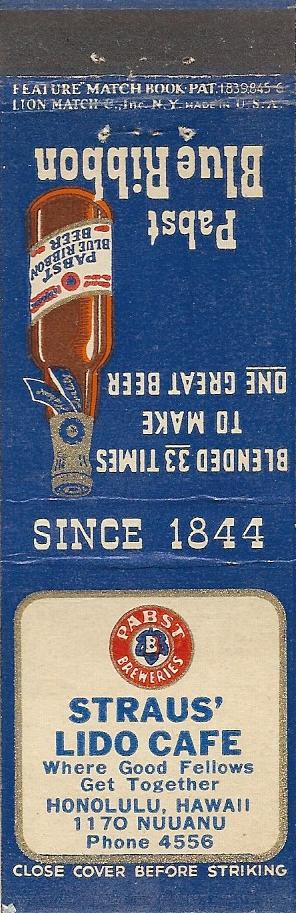 FEATURE MATCH BOOK PAT. 1839845-6
LION MATCH C., Inc. N.Y. MADE IN U.S.A.
Pabst
Blue Ribbon
PABST
BLUE RIBBON
BEER
BLENDED 33 TIMES
TO MAKE
ONE GREAT BEER
SINCE 1844
PABST
B
BREWERIES
STRAUS'
LIDO CAFE
Where Good Fellows
Get Together
HONOLULU, HAWAII
1170 NUUANU
Phone 4556
CLOSE COVER BEFORE STRIKING